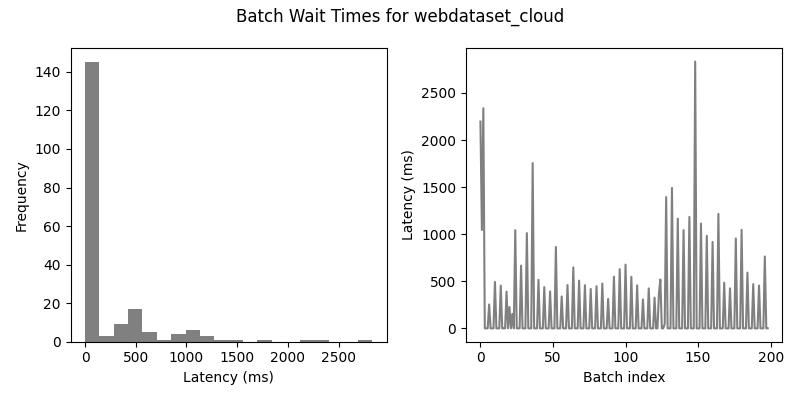 Batch Wait Times for webdataset_cloud
Frequency
140
120
100
80
60
40
20
0
0 500 1000 1500 2000 2500
Latency (ms)
Latency (ms)
2500
2000
1500
1000
500
0
0 50 100 150 200
Batch index